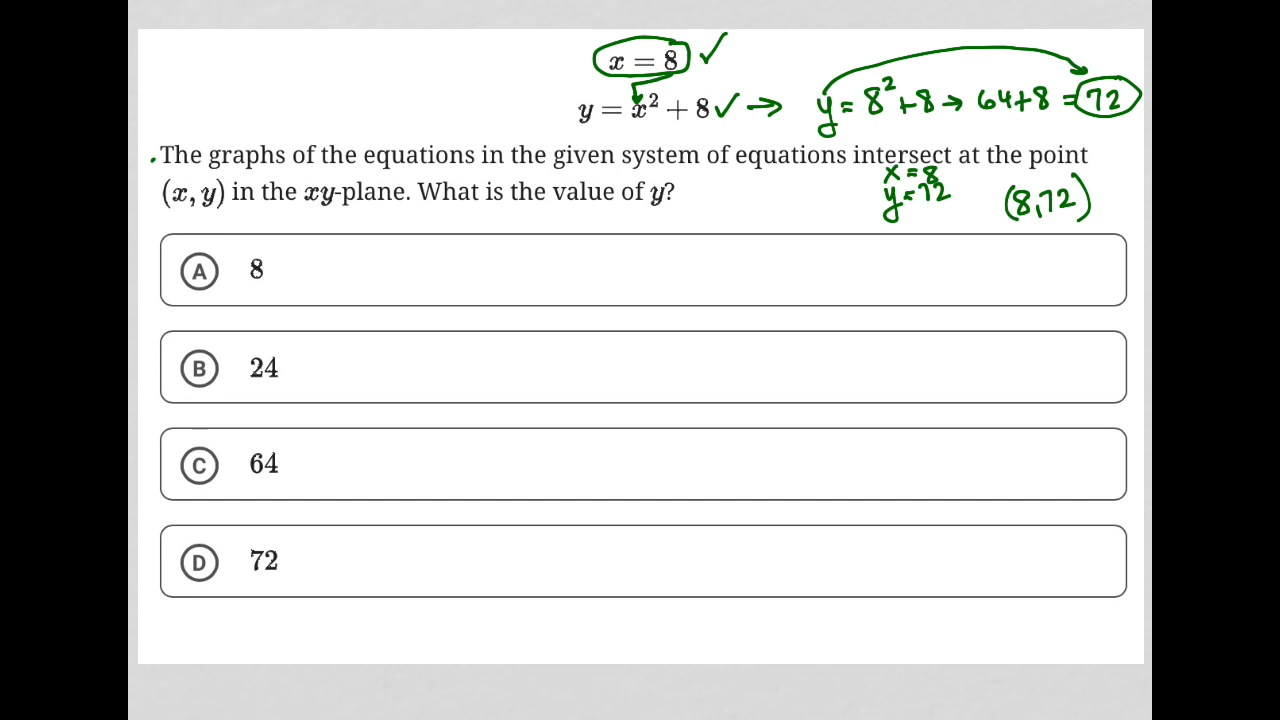 x = 8 ✓
y = x² + 8 ✓ → y = 8² + 8 → 64 + 8 = 72
The graphs of the equations in the given system of equations intersect at the point
(x, y) in the xy-plane. What is the value of y?
x = 8
y = 72
(8, 72)
A 8
B 24
C 64
D 72